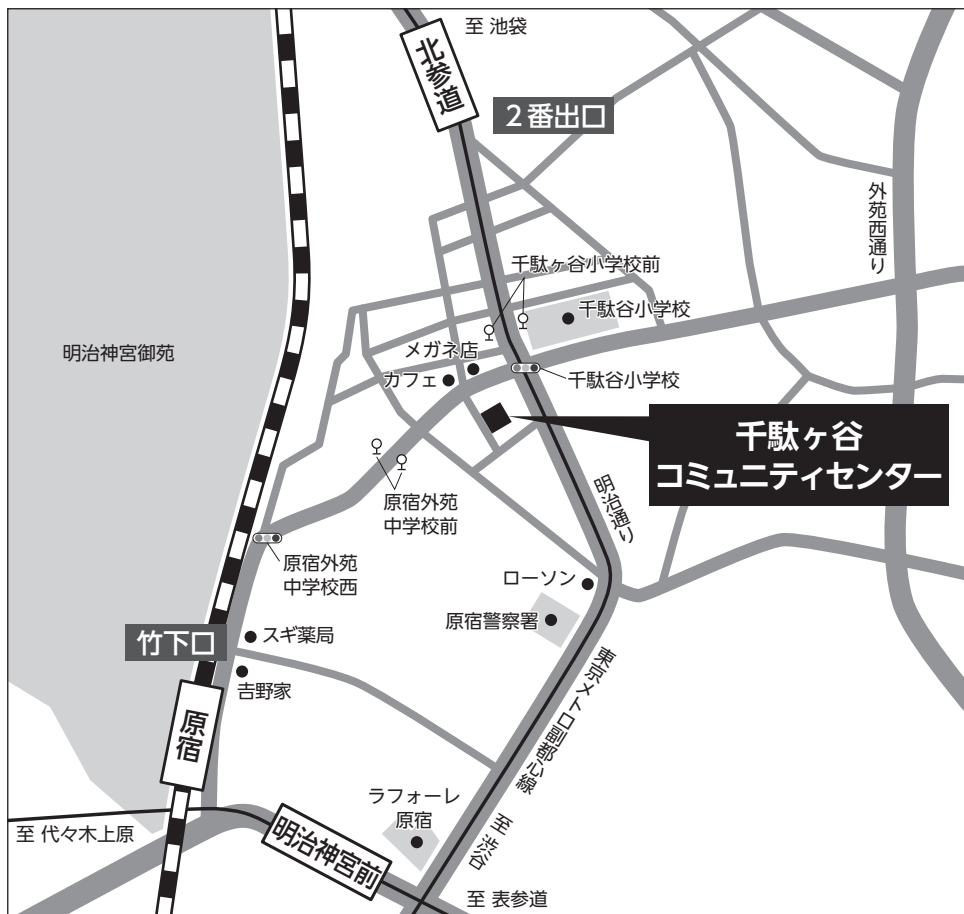 至 池袋
北参道
２番出口
外苑西通り
千駄ヶ谷小学校前
千駄谷小学校
明治神宮御苑
メガネ店
カフェ
千駄谷小学校
千駄ヶ谷
コミュニティセンター
原宿外苑
中学校前
明治通り
原宿外苑
中学校西
ローソン
原宿警察署
竹下口
スギ薬局
吉野家
東京メトロ副都心線
原宿
ラフォーレ
原宿
至 渋谷
明治神宮前
至 代々木上原
至 表参道